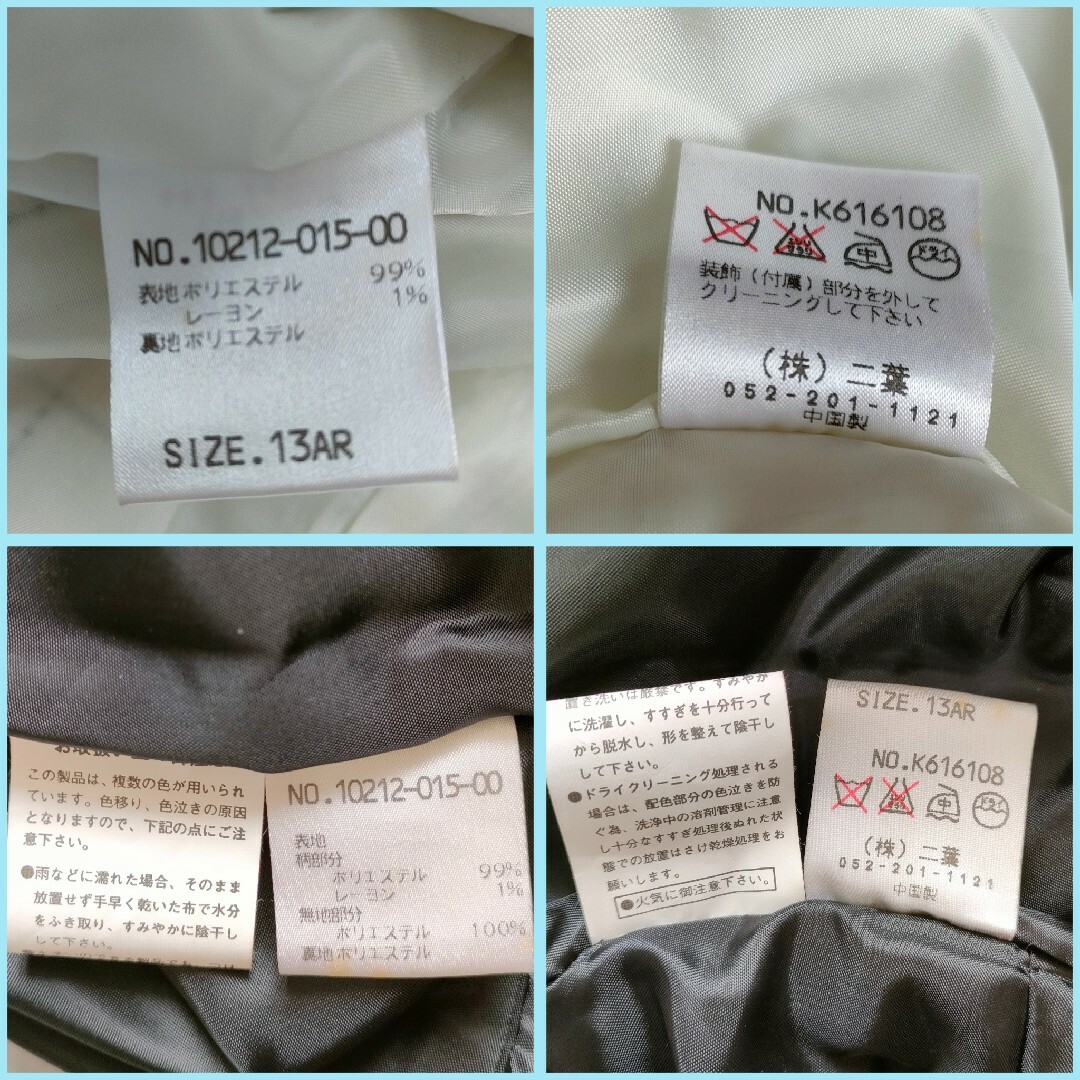 NO.10212-015-00
表地ポリエステル 99%
レーヨン 1%
裏地ポリエステル
SIZE.13AR
NO.K616108
中 ドライ
装飾(付属)部分を外して
クリーニングして下さい
(株)二葉
052-201-1121
中国製
この製品は、複数の色が用いられ
ています。色移り、色泣きの原因
となりますので、下記の点にご注
意下さい。
●雨などに濡れた場合、そのまま
放置せず手早く乾いた布で水分
をふき取り、すみやかに陰干し
して下さい。
NO.10212-015-00
表地
柄部分
ポリエステル 99%
レーヨン 1%
無地部分
ポリエステル 100%
裏地ポリエステル
置き洗いは厳禁です。すみやか
に洗濯し、すすぎを十分行って
から脱水し、形を整えて陰干し
して下さい。
●ドライクリーニング処理される
場合は、配色部分の色泣きを防
ぐ為、洗浄中の溶剤管理に注意
し十分なすすぎ処理後ぬれた状
態での放置はさけ乾燥処理をお
願いします。
●火気に御注意下さい。
SIZE.13AR
NO.K616108
中 ドライ
(株)二葉
052-201-1121
中国製